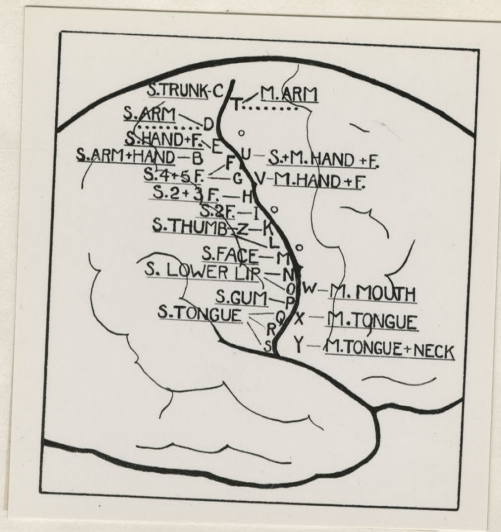 S.TRUNK-C T M.ARM
S.ARM D
S.HAND+F. E
S.ARM+HAND-B U-S.+M.HAND+F.
S.4+5 F. F
G V-M.HAND+F.
S.2+3 F.-H
S.2F.-I
S.THUMB-Z-K
L
S.FACE-M
S. LOWER LIP-N
O W-M. MOUTH
S.GUM-P
S.TONGUE Q X-M.TONGUE
R
S Y-M.TONGUE+NECK